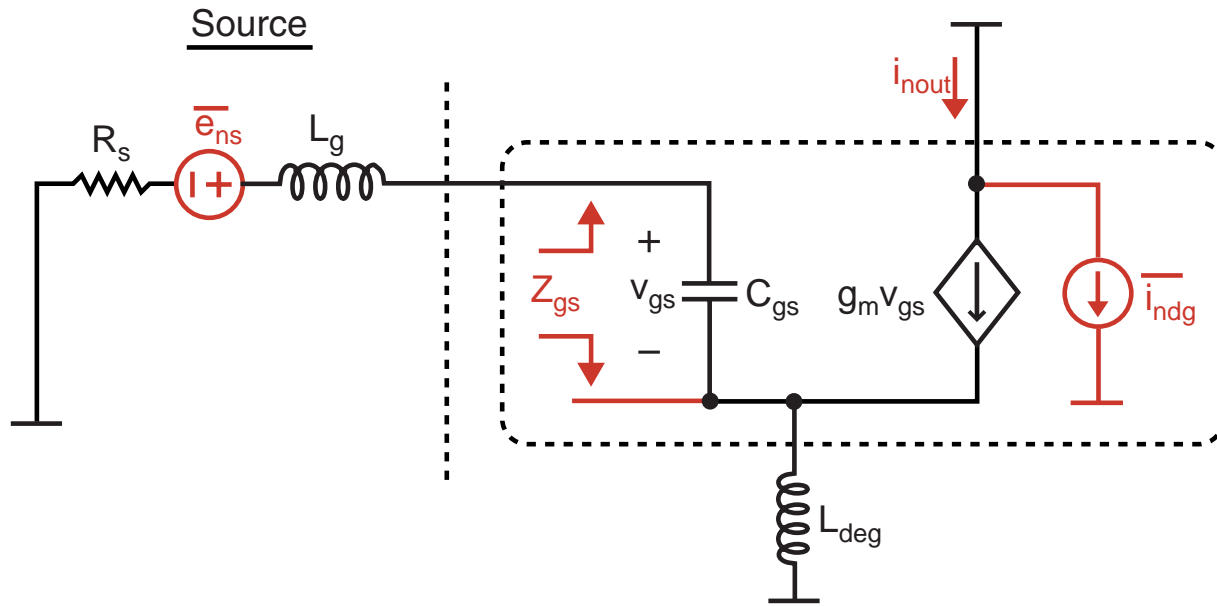 Source
i_nout
e_ns
R_s
L_g
+
Z_gs
v_gs
C_gs
g_m v_gs
i_ndg
−
L_deg